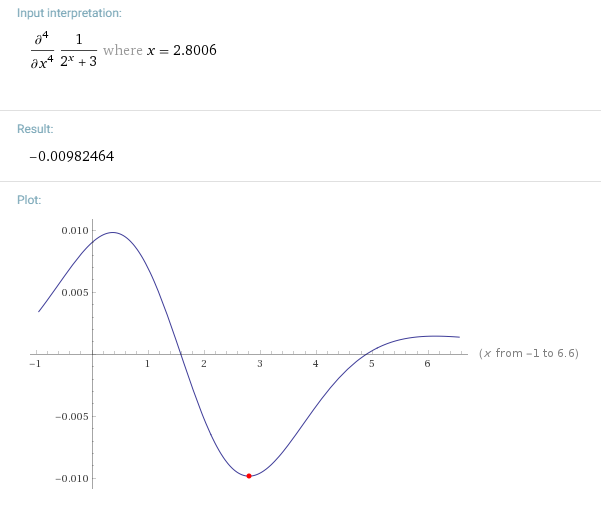 Input interpretation:
∂⁴/∂x⁴ 1/(2ˣ + 3) where x = 2.8006
Result:
−0.00982464
Plot:
0.010
0.005
−1 1 2 3 4 5 6 (x from −1 to 6.6)
−0.005
−0.010